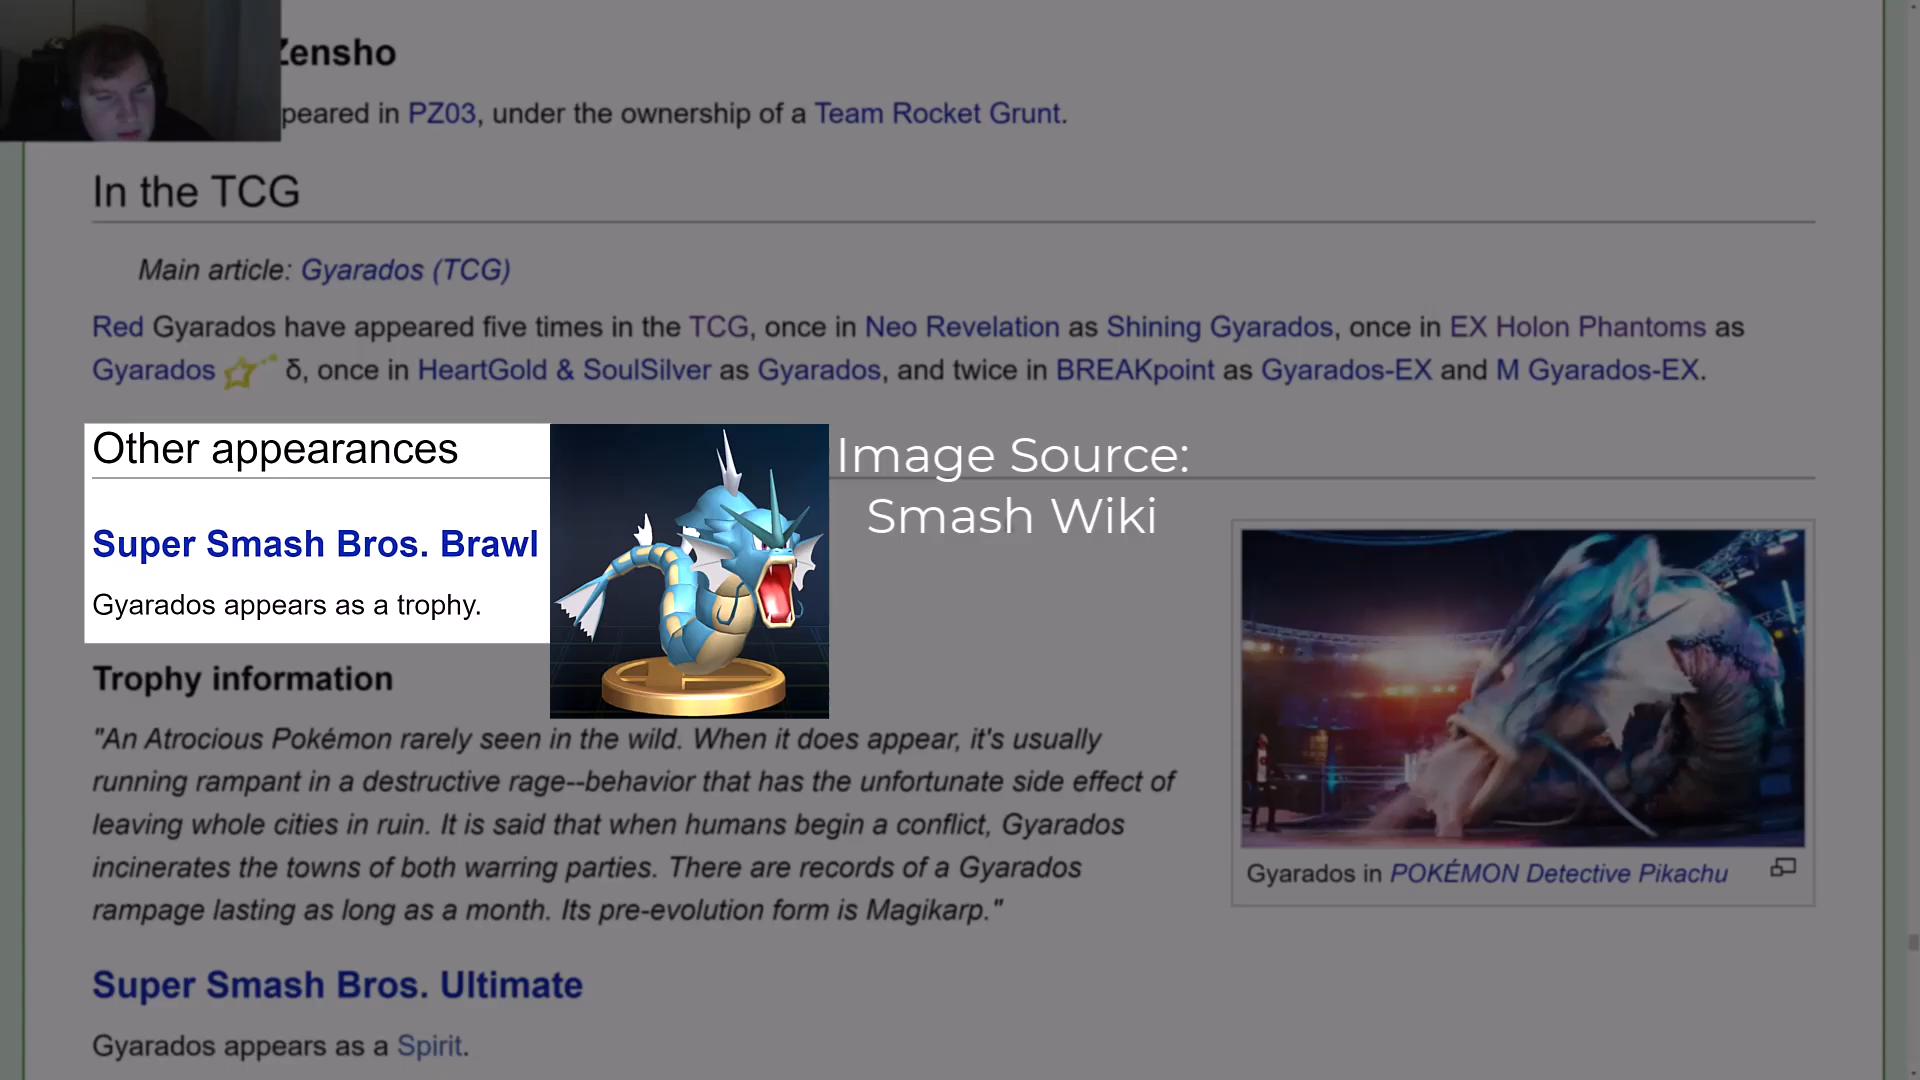 Zensho
peared in PZ03, under the ownership of a Team Rocket Grunt.
In the TCG
Main article: Gyarados (TCG)
Red Gyarados have appeared five times in the TCG, once in Neo Revelation as Shining Gyarados, once in EX Holon Phantoms as
Gyarados δ, once in HeartGold & SoulSilver as Gyarados, and twice in BREAKpoint as Gyarados-EX and M Gyarados-EX.
Other appearances
Image Source:
Smash Wiki
Super Smash Bros. Brawl
Gyarados appears as a trophy.
Trophy information
"An Atrocious Pokémon rarely seen in the wild. When it does appear, it's usually
running rampant in a destructive rage--behavior that has the unfortunate side effect of
leaving whole cities in ruin. It is said that when humans begin a conflict, Gyarados
incinerates the towns of both warring parties. There are records of a Gyarados
rampage lasting as long as a month. Its pre-evolution form is Magikarp."
Gyarados in POKÉMON Detective Pikachu
Super Smash Bros. Ultimate
Gyarados appears as a Spirit.